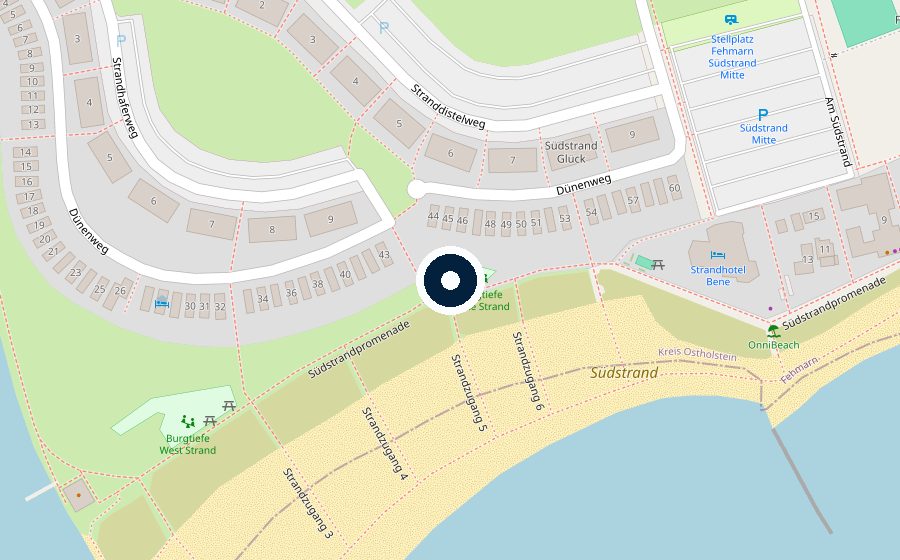 2
3
3
Strandhaferweg
4
4
Stranddistelweg
5
5
6
7
8
9
6
7
8
9
9
10
11
12
13
14
15
16
17
18
19
20
21
23
25
26
30
31
32
34
36
38
40
43
Dünenweg
Südstrand
Glück
6
7
9
Dünenweg
44
45
46
48
49
50
51
53
54
57
60
Stellplatz
Fehmarn
Südstrand
Mitte
P
Südstrand
Mitte
P
P
Am Südstrand
Strandhotel
Bene
15
13
11
9
OnniBeach
Südstrandpromenade
Südstrandpromenade
Kreis Ostholstein
Fehmarn
Südstrand
Strand
Burgtiefe
West Strand
Strandzugang 3
Strandzugang 4
Strandzugang 5
Strandzugang 6